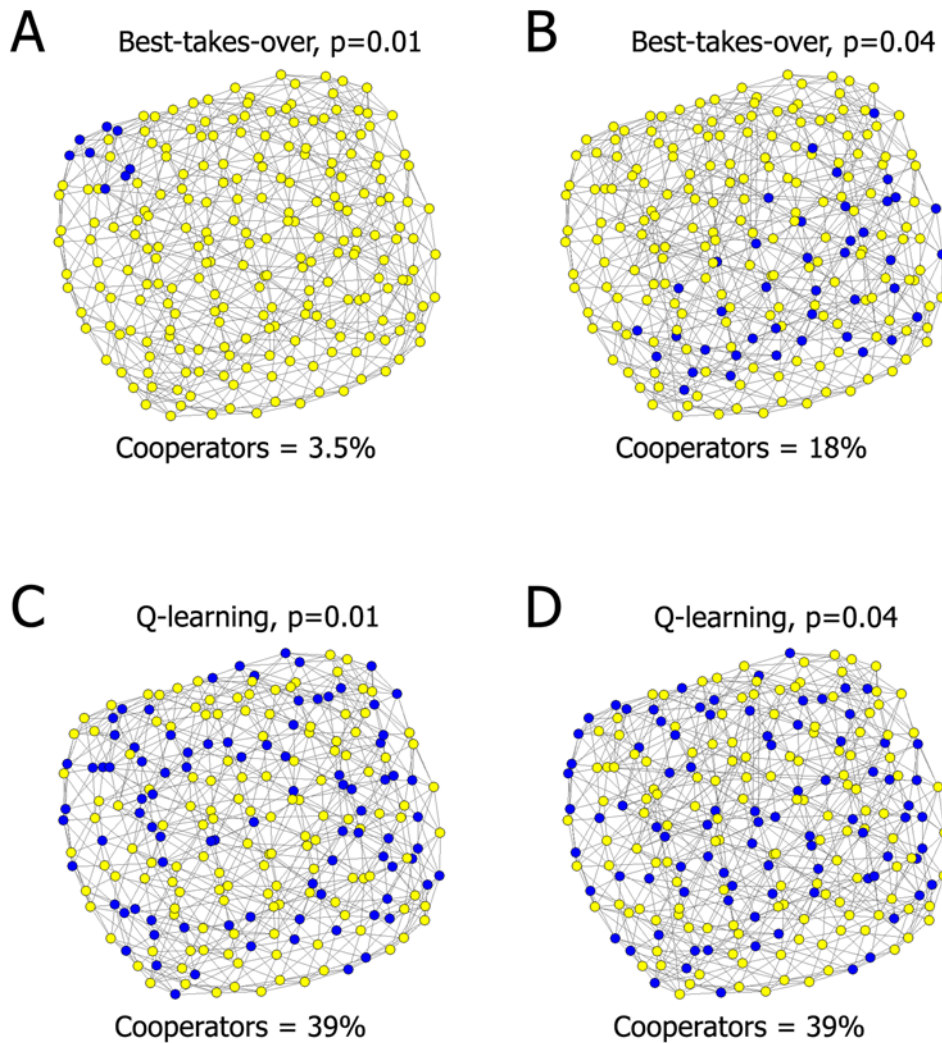 A
Best-takes-over, p=0.01
Cooperators = 3.5%
B
Best-takes-over, p=0.04
Cooperators = 18%
C
Q-learning, p=0.01
Cooperators = 39%
D
Q-learning, p=0.04
Cooperators = 39%